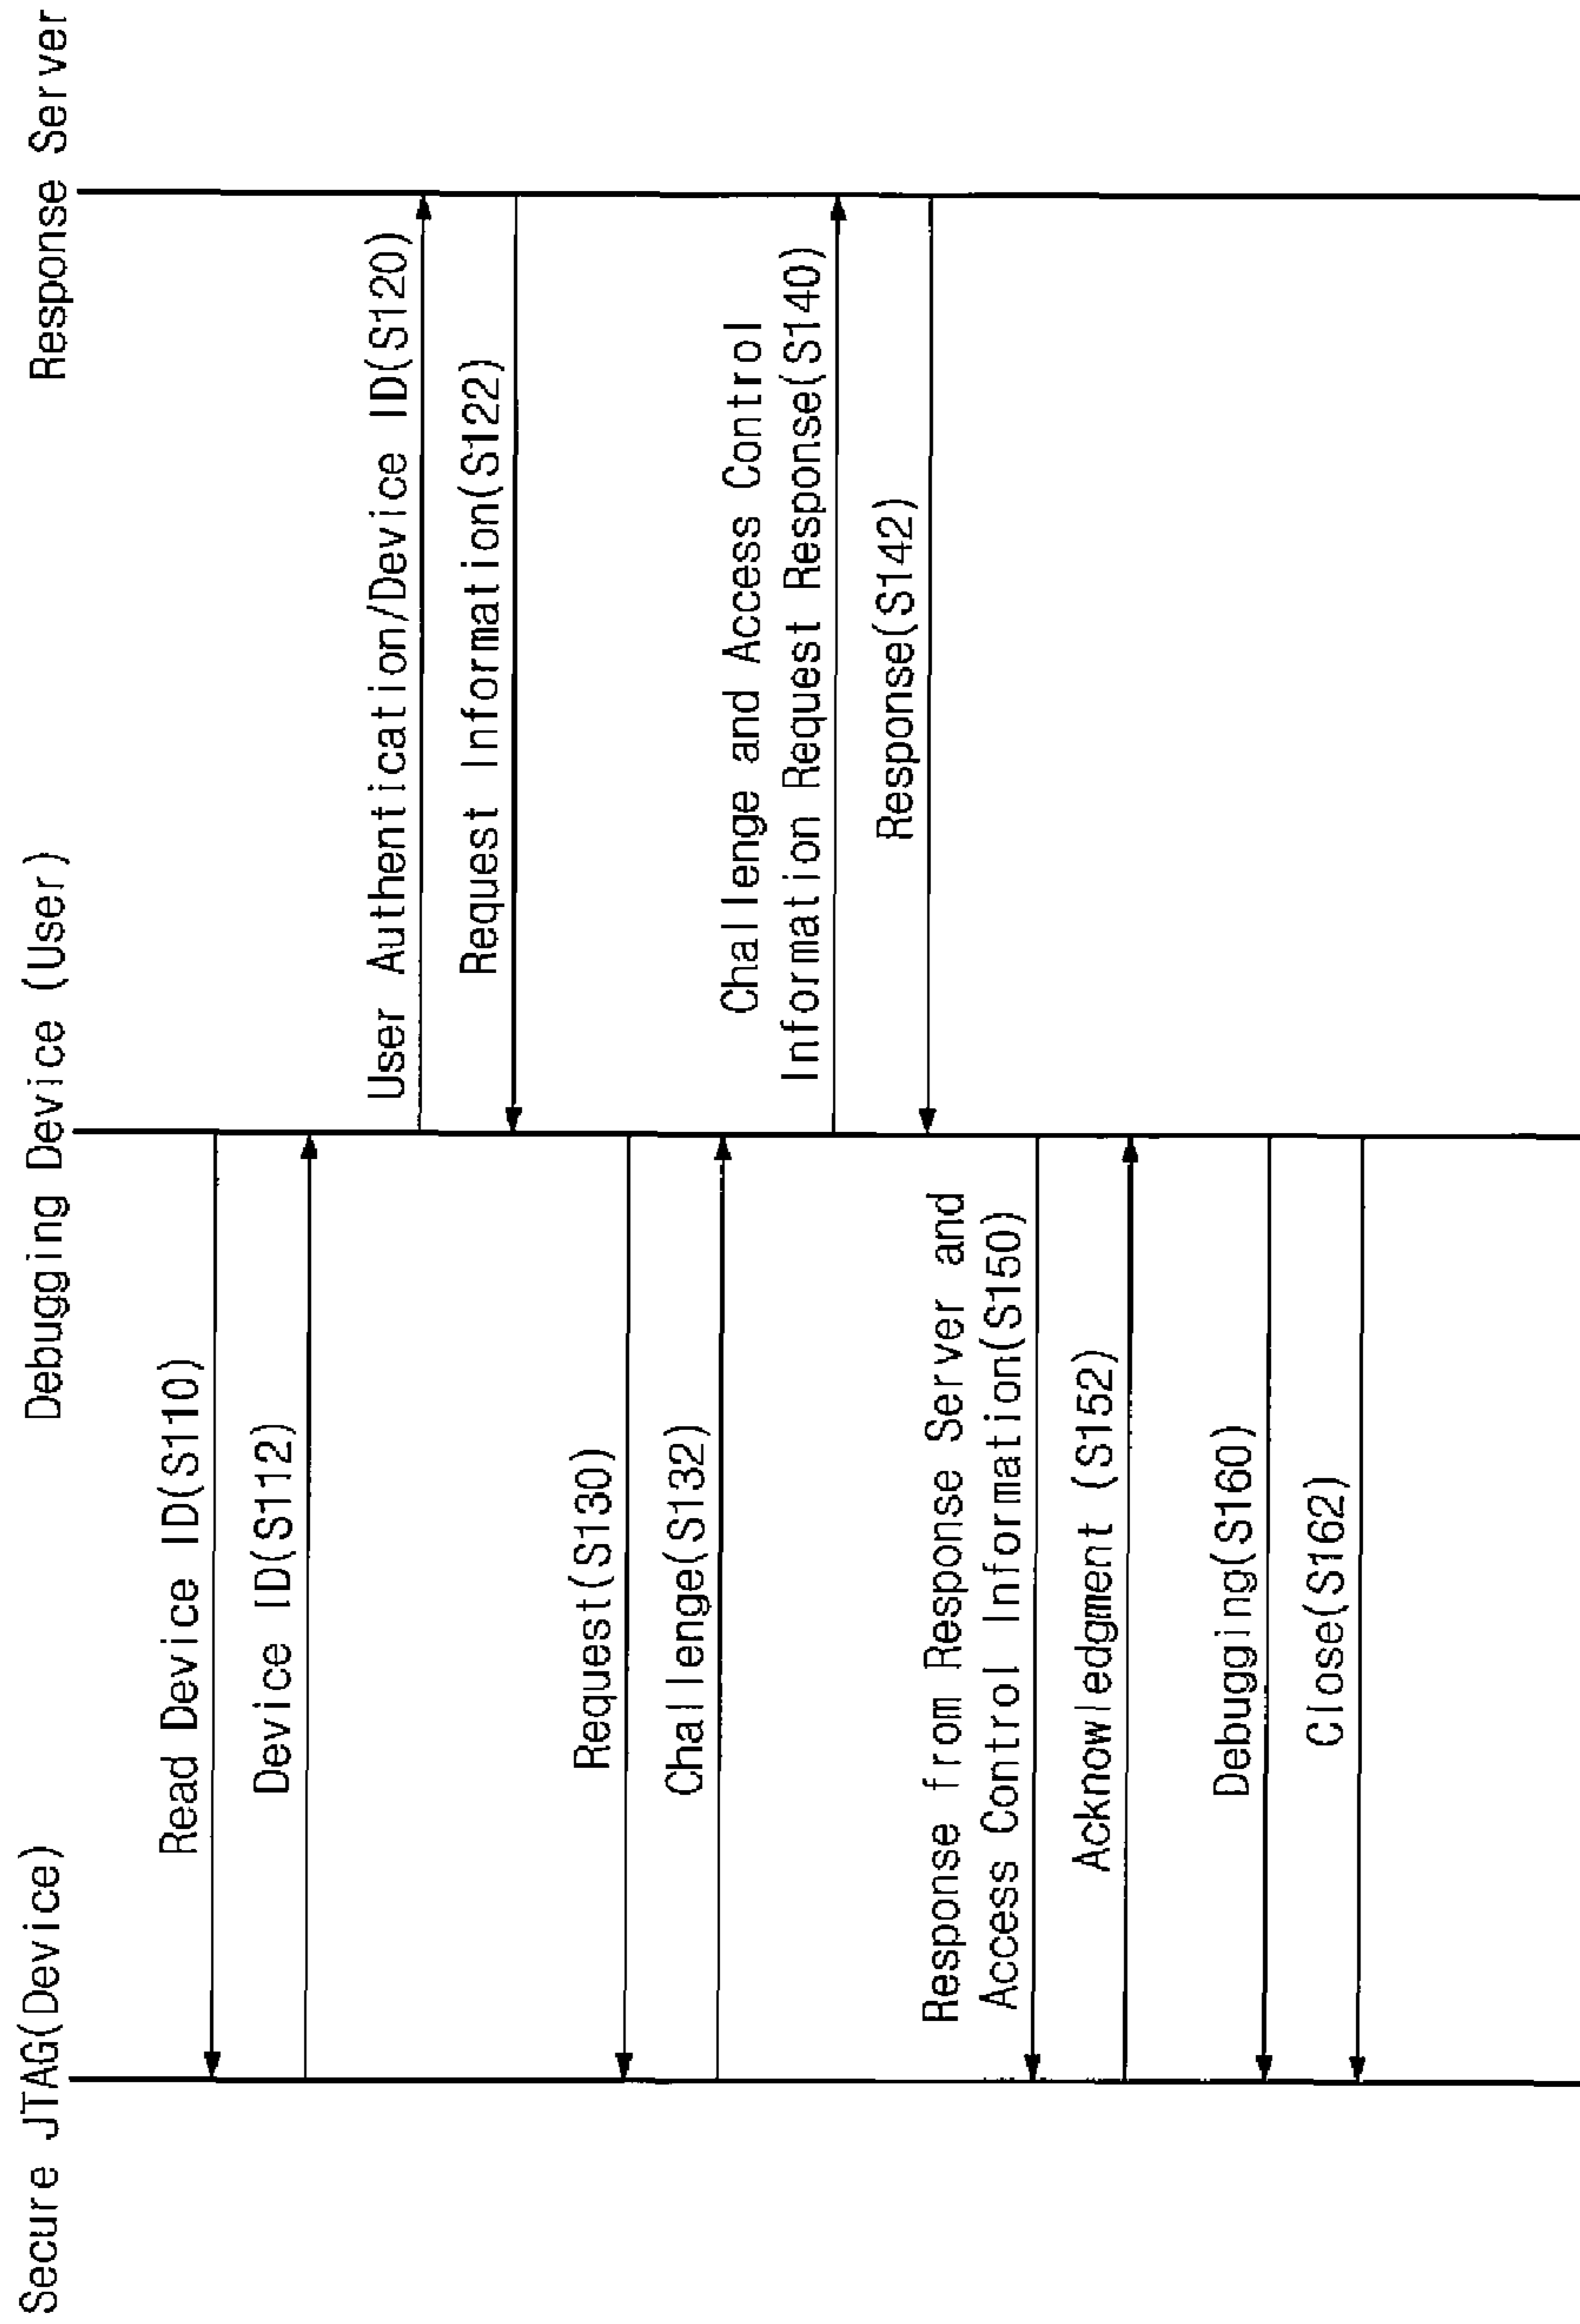 Secure JTAG(Device)
Debugging Device (User)
Response Server
Read Device ID(S110)
Device ID(S112)
User Authentication/Device ID(S120)
Request Information(S122)
Request(S130)
Challenge(S132)
Challenge and Access Control
Information Request Response(S140)
Response(S142)
Response from Response Server and
Access Control Information(S150)
Acknowledgment (S152)
Debugging(S160)
Close(S162)